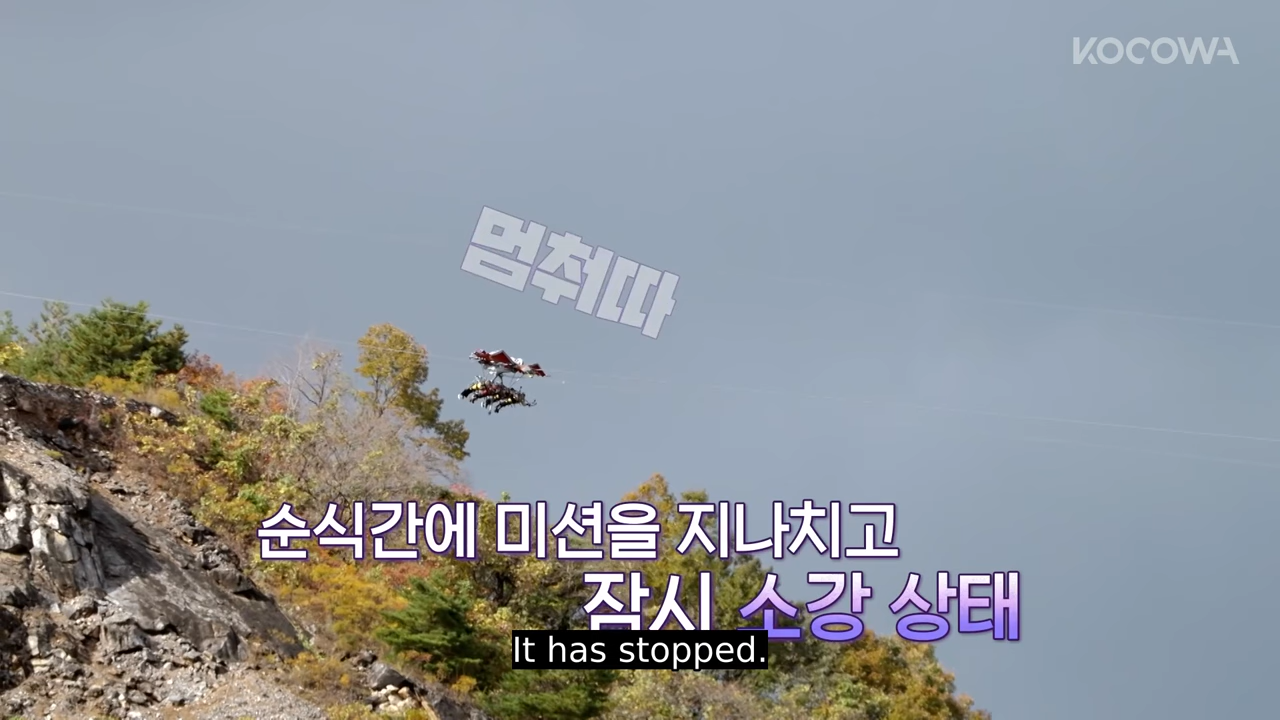 KOCOWA
멈춰따
순식간에 미션을 지나치고
잠시 소강 상태
It has stopped.